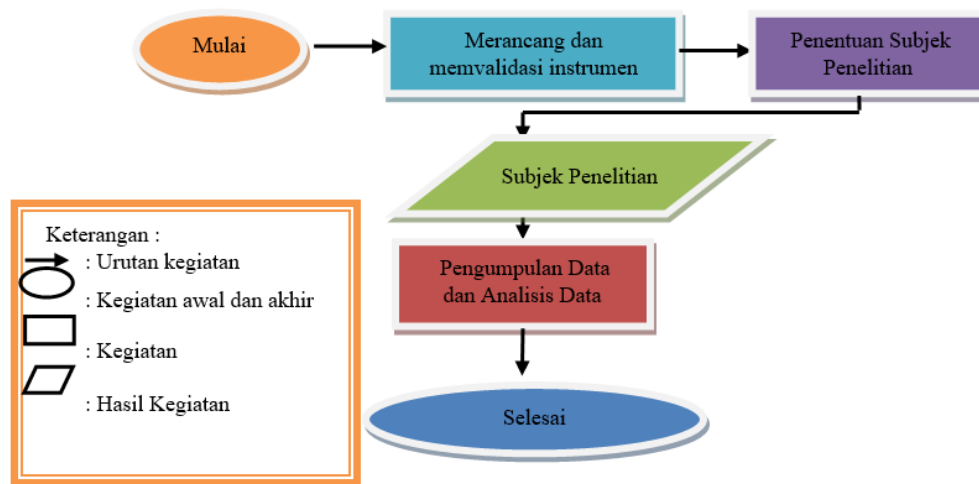 Mulai
Merancang dan
memvalidasi instrumen
Penentuan Subjek
Penelitian
Subjek Penelitian
Pengumpulan Data
dan Analisis Data
Selesai
Keterangan :
: Urutan kegiatan
: Kegiatan awal dan akhir
: Kegiatan
: Hasil Kegiatan